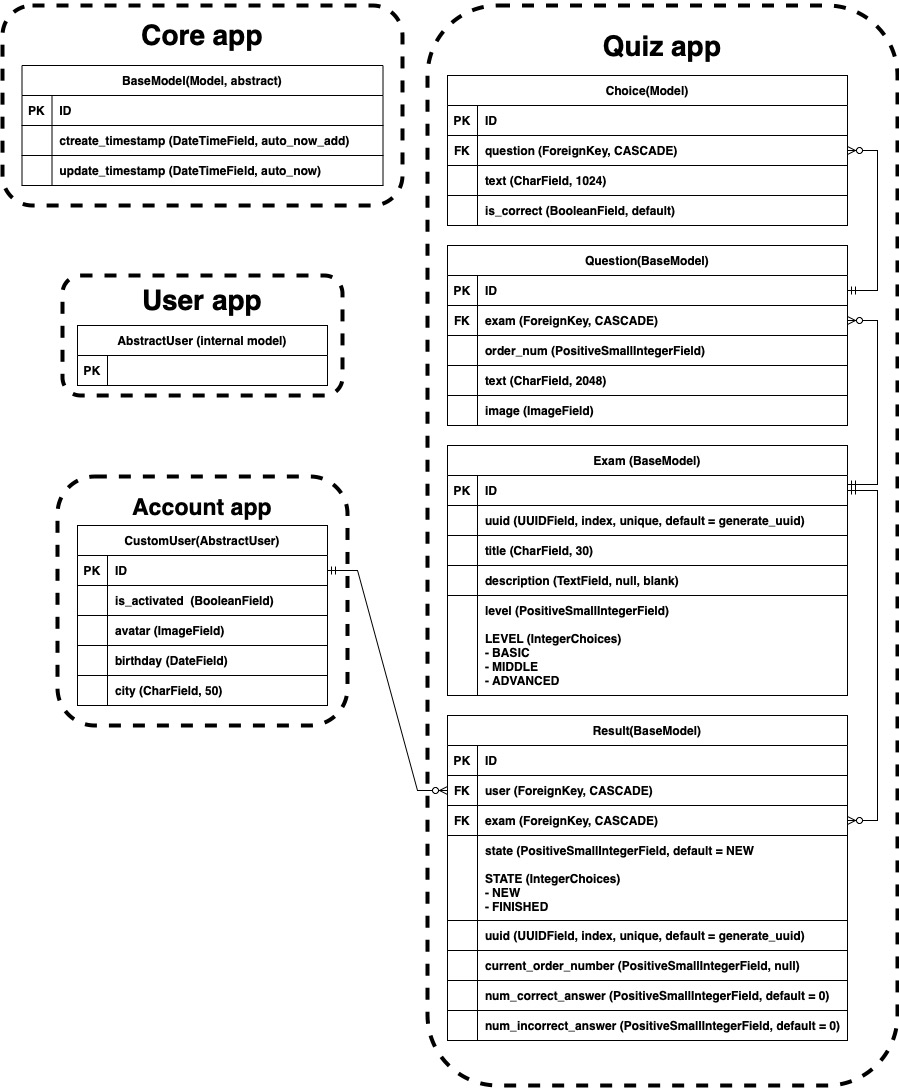 Core app
BaseModel(Model, abstract)
PK ID
ctreate_timestamp (DateTimeField, auto_now_add)
update_timestamp (DateTimeField, auto_now)
User app
AbstractUser (internal model)
PK
Account app
CustomUser(AbstractUser)
PK ID
is_activated  (BooleanField)
avatar (ImageField)
birthday (DateField)
city (CharField, 50)
Quiz app
Choice(Model)
PK ID
FK question (ForeignKey, CASCADE)
text (CharField, 1024)
is_correct (BooleanField, default)
Question(BaseModel)
PK ID
FK exam (ForeignKey, CASCADE)
order_num (PositiveSmallIntegerField)
text (CharField, 2048)
image (ImageField)
Exam (BaseModel)
PK ID
uuid (UUIDField, index, unique, default = generate_uuid)
title (CharField, 30)
description (TextField, null, blank)
level (PositiveSmallIntegerField)
LEVEL (IntegerChoices)
- BASIC
- MIDDLE
- ADVANCED
Result(BaseModel)
PK ID
FK user (ForeignKey, CASCADE)
FK exam (ForeignKey, CASCADE)
state (PositiveSmallIntegerField, default = NEW
STATE (IntegerChoices)
- NEW
- FINISHED
uuid (UUIDField, index, unique, default = generate_uuid)
current_order_number (PositiveSmallIntegerField, null)
num_correct_answer (PositiveSmallIntegerField, default = 0)
num_incorrect_answer (PositiveSmallIntegerField, default = 0)